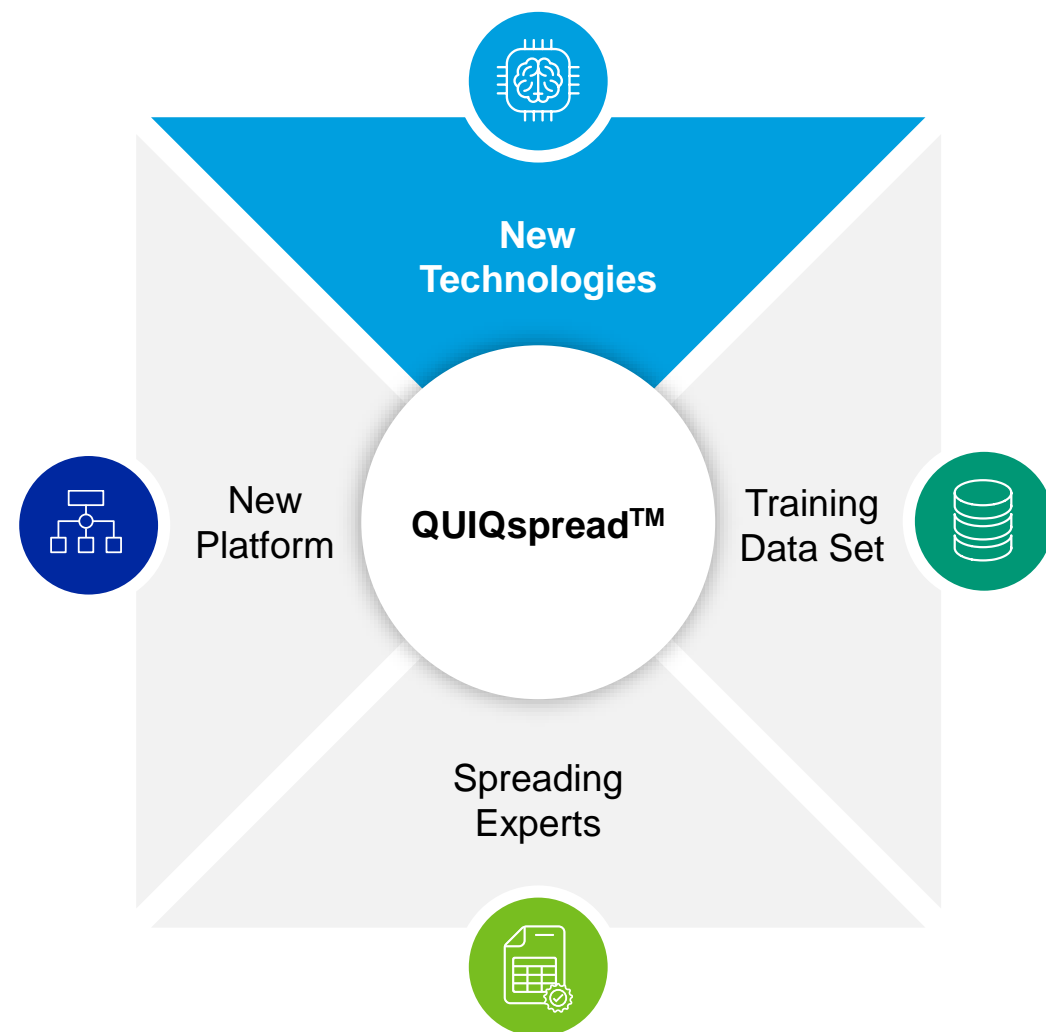 New
Technologies
New
Platform
QUIQspread™
Training
Data Set
Spreading
Experts